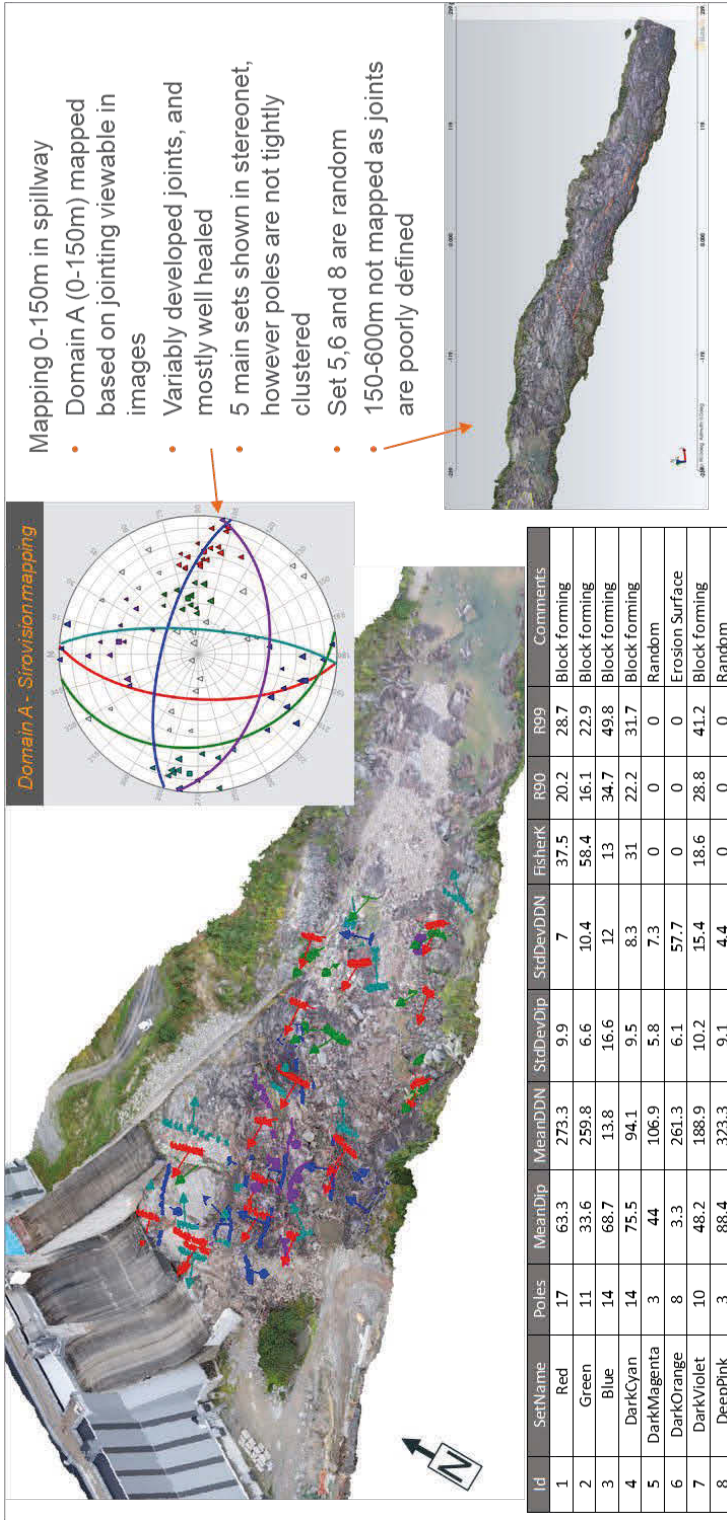 Domain A - Sirovision mapping
Mapping 0-150m in spillway
• Domain A (0-150m) mapped
based on jointing viewable in
images
• Variably developed joints, and
mostly well healed
• 5 main sets shown in stereonet,
however poles are not tightly
clustered
• Set 5,6 and 8 are random
• 150-600m not mapped as joints
are poorly defined
N
Id SetName Poles MeanDip MeanDDN StdDevDip StdDevDDN FisherK R90 R99 Comments
1 Red 17 63.3 273.3 9.9 7 37.5 20.2 28.7 Block forming
2 Green 11 33.6 259.8 6.6 10.4 58.4 16.1 22.9 Block forming
3 Blue 14 68.7 13.8 16.6 12 13 34.7 49.8 Block forming
4 DarkCyan 14 75.5 94.1 9.5 8.3 31 22.2 31.7 Block forming
5 DarkMagenta 3 44 106.9 5.8 7.3 0 0 0 Random
6 DarkOrange 8 3.3 261.3 6.1 57.7 0 0 0 Erosion Surface
7 DarkViolet 10 48.2 188.9 10.2 15.4 18.6 28.8 41.2 Block forming
8 DeepPink 3 88.4 323.3 9.1 4.4 0 0 0 Random